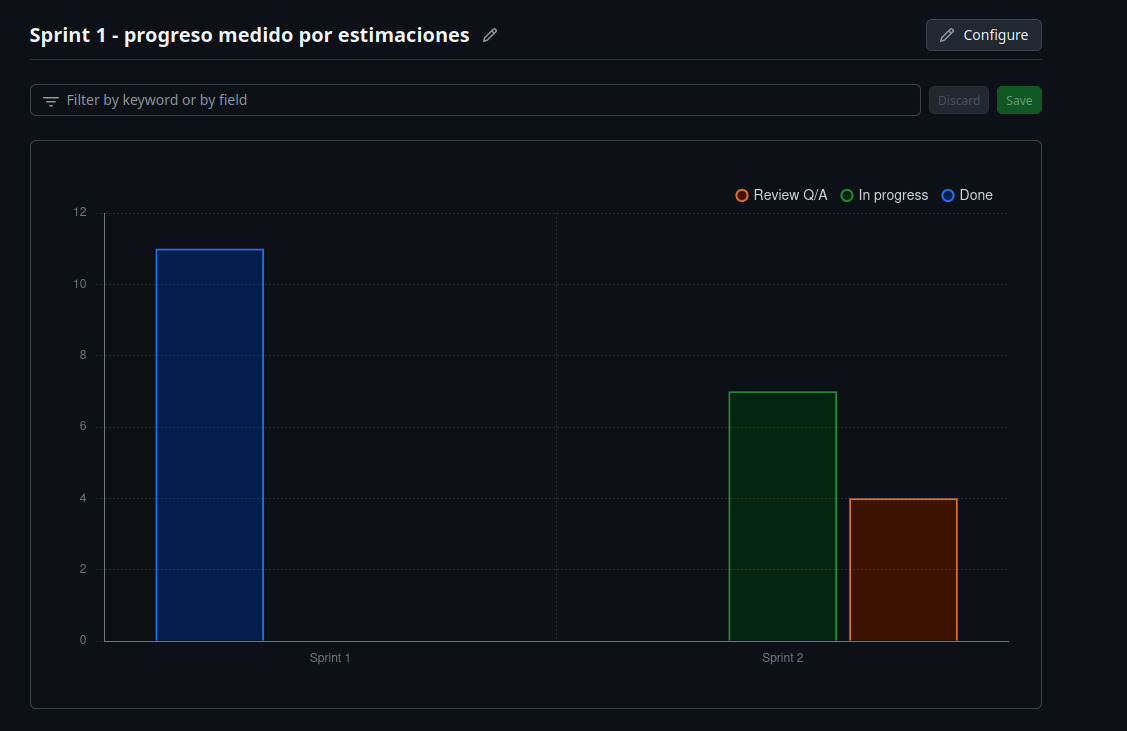 Sprint 1 - progreso medido por estimaciones
Configure
Filter by keyword or by field
Discard
Save
Review Q/A In progress Done
12
10
8
6
4
2
0
Sprint 1 Sprint 2